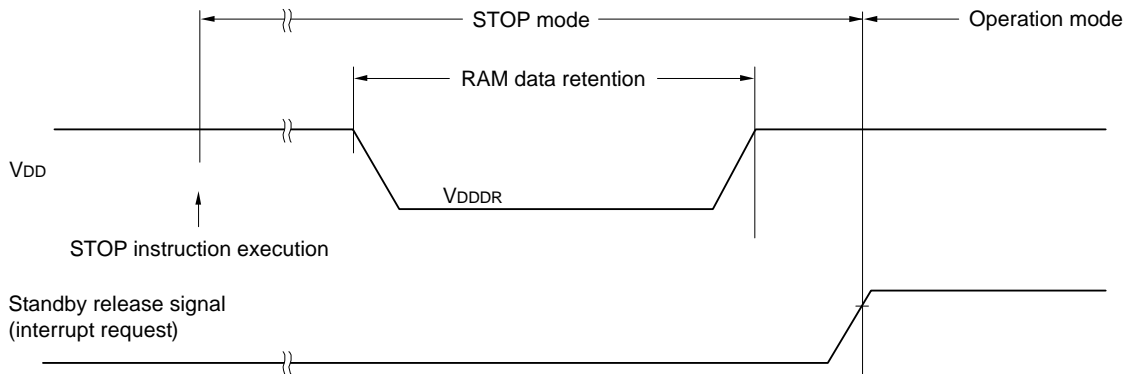 STOP mode
Operation mode
RAM data retention
VDD
VDDDR
STOP instruction execution
Standby release signal
(interrupt request)